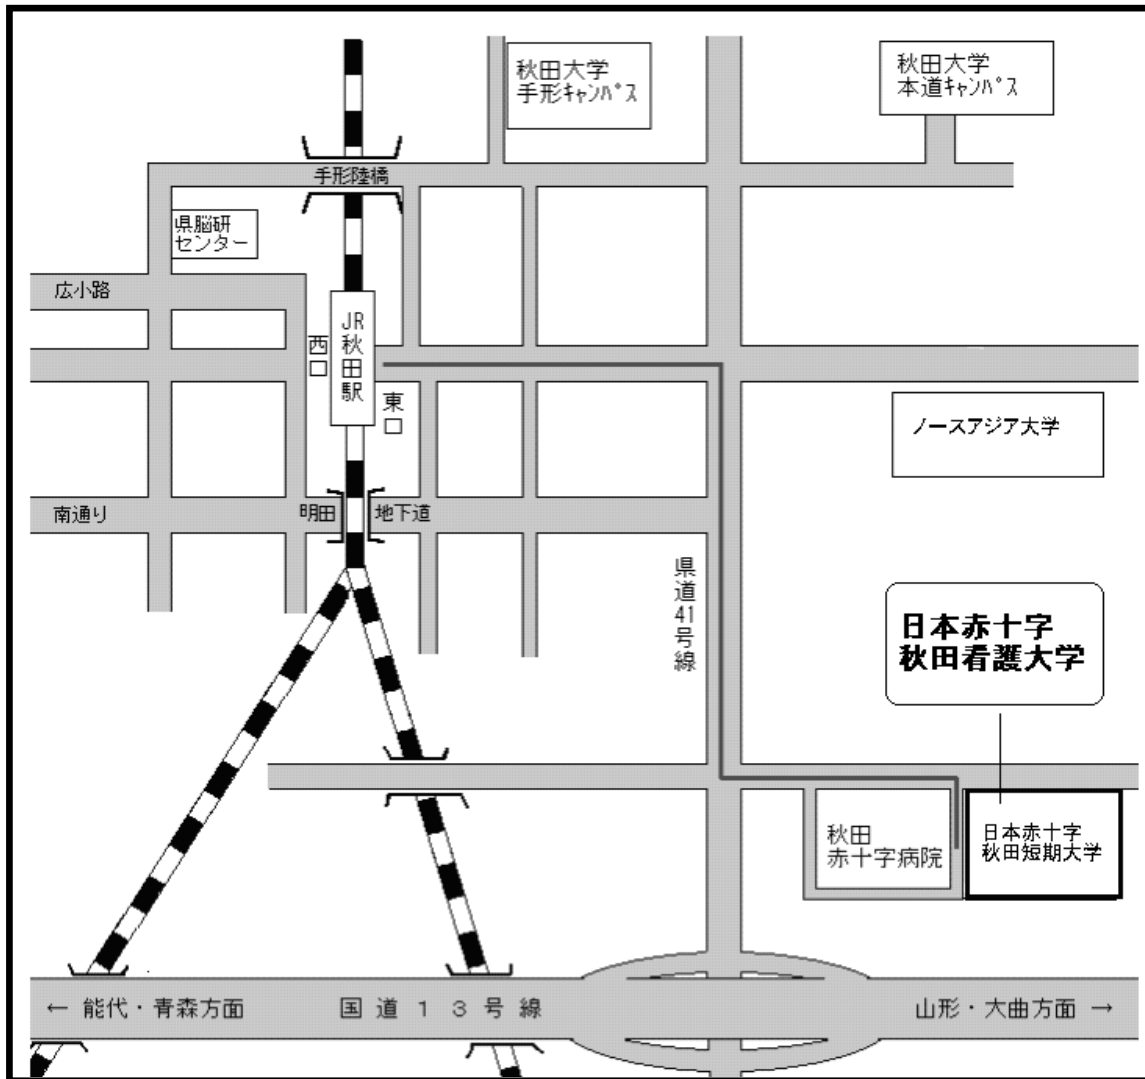 秋田大学
手形ｷｬﾝﾊﾟｽ
秋田大学
本道ｷｬﾝﾊﾟｽ
手形陸橋
県脳研
センター
広小路
JR
秋田駅
西口
東口
ノースアジア大学
南通り
明田
地下道
県道41号線
日本赤十字
秋田看護大学
秋田
赤十字病院
日本赤十字
秋田短期大学
← 能代・青森方面
国道１３号線
山形・大曲方面 →